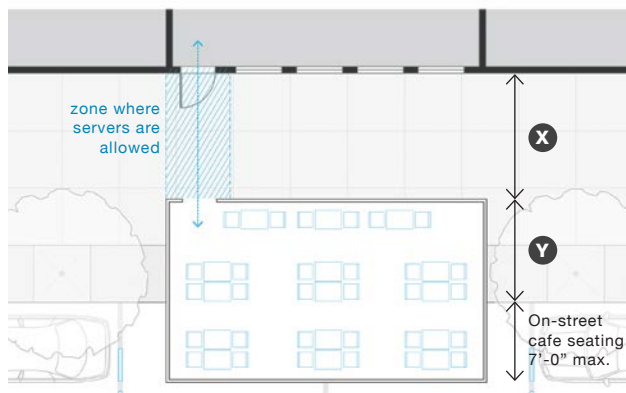 zone where
servers are
allowed
X
Y
On-street
cafe seating
7'-0" max.